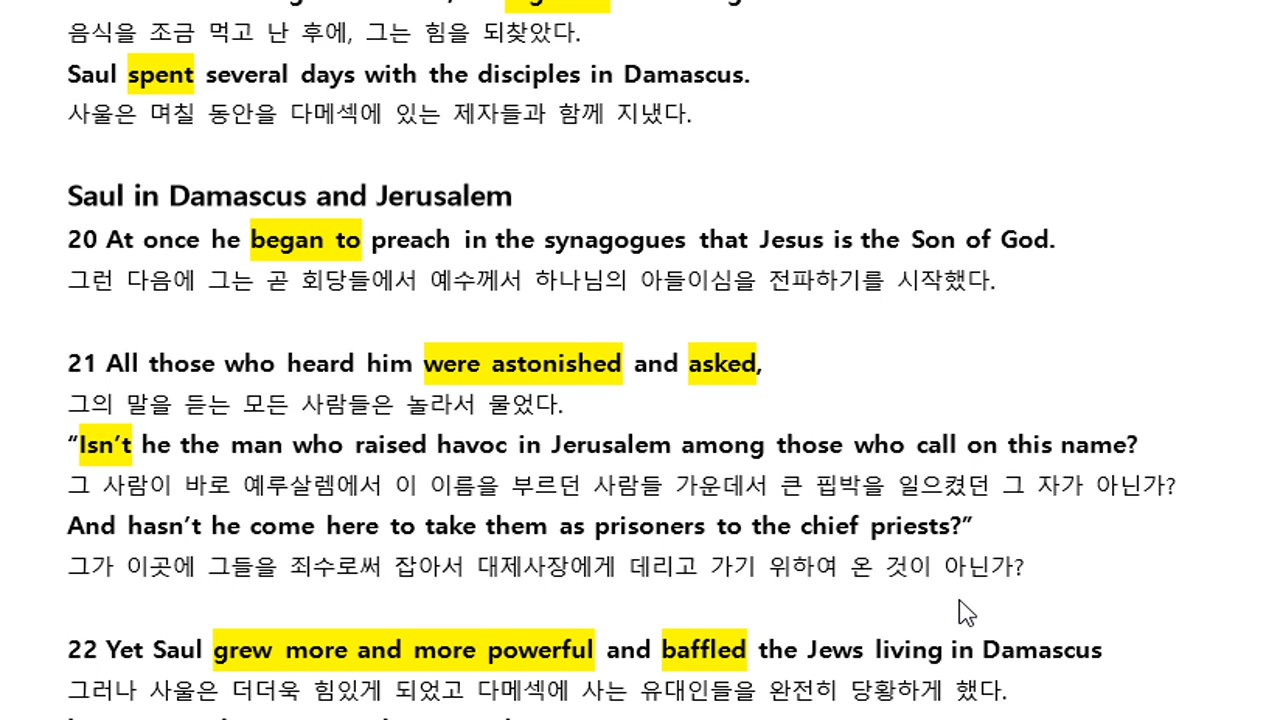 음식을 조금 먹고 난 후에, 그는 힘을 되찾았다.
Saul spent several days with the disciples in Damascus.
사울은 며칠 동안을 다메섹에 있는 제자들과 함께 지냈다.
Saul in Damascus and Jerusalem
20 At once he began to preach in the synagogues that Jesus is the Son of God.
그런 다음에 그는 곧 회당들에서 예수께서 하나님의 아들이심을 전파하기를 시작했다.
21 All those who heard him were astonished and asked,
그의 말을 듣는 모든 사람들은 놀라서 물었다.
“Isn’t he the man who raised havoc in Jerusalem among those who call on this name?
그 사람이 바로 예루살렘에서 이 이름을 부르던 사람들 가운데서 큰 핍박을 일으켰던 그 자가 아닌가?
And hasn’t he come here to take them as prisoners to the chief priests?”
그가 이곳에 그들을 죄수로써 잡아서 대제사장에게 데리고 가기 위하여 온 것이 아닌가?
22 Yet Saul grew more and more powerful and baffled the Jews living in Damascus
그러나 사울은 더더욱 힘있게 되었고 다메섹에 사는 유대인들을 완전히 당황하게 했다.